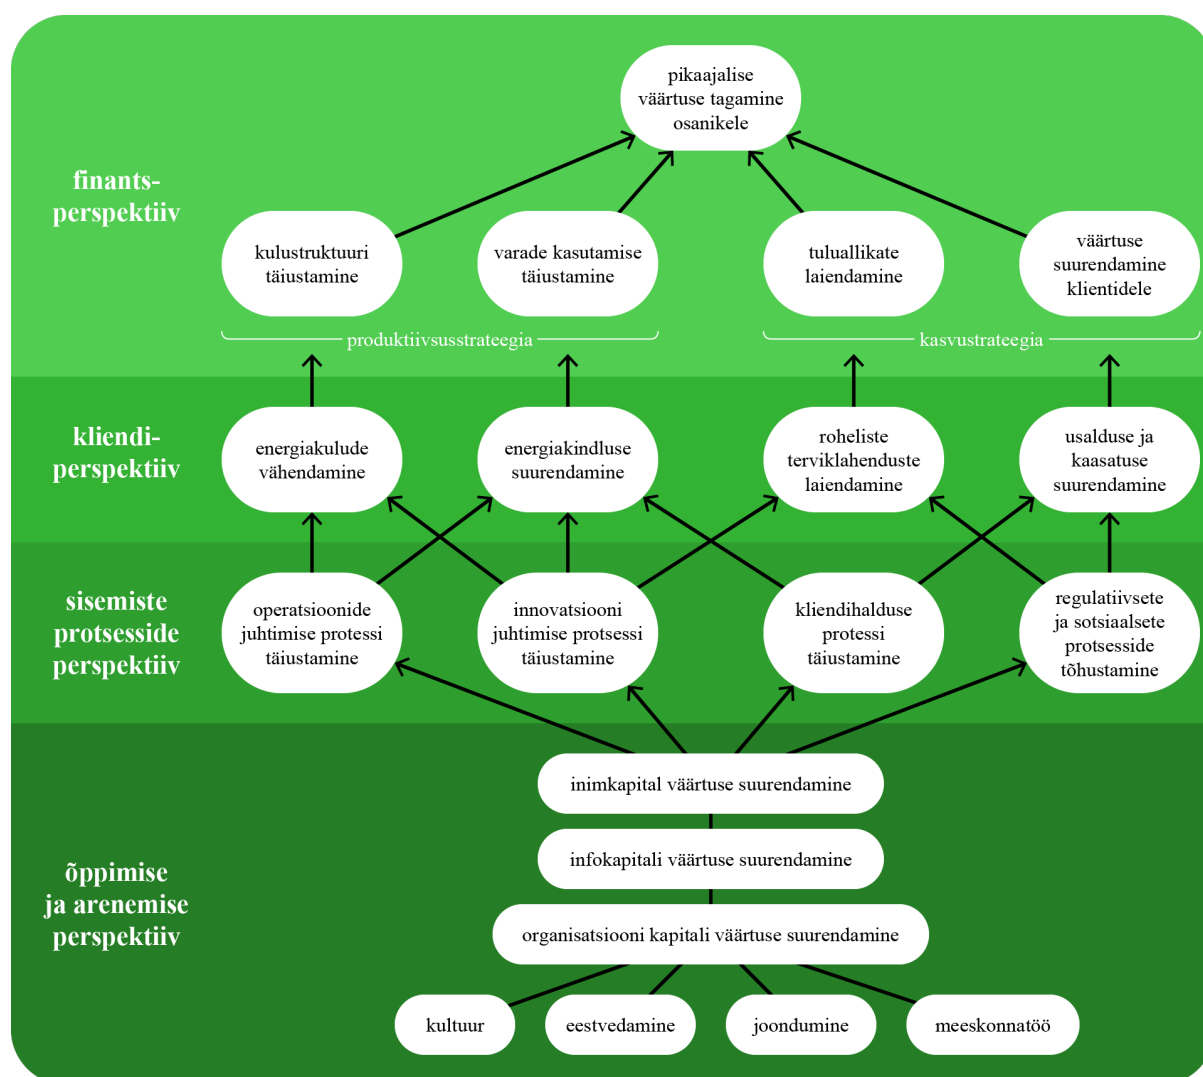 pikaajalise
väärtuse tagamine
osanikele
finants-
perspektiiv
kulustruktuuri
täiustamine
varade kasutamise
täiustamine
tuluallikate
laiendamine
väärtuse
suurendamine
klientidele
produktiivsusstrateegia
kasvustrateegia
kliendi-
perspektiiv
energiakulude
vähendamine
energiakindluse
suurendamine
roheliste
terviklahenduste
laiendamine
usalduse ja
kaasatuse
suurendamine
sisemiste
protsesside
perspektiiv
operatsioonide
juhtimise protessi
täiustamine
innovatsiooni
juhtimise protsessi
täiustamine
kliendihalduse
protessi
täiustamine
regulatiivsete
ja sotsiaalsete
protsesside
tõhustamine
õppimise
ja arenemise
perspektiiv
inimkapital väärtuse suurendamine
infokapitali väärtuse suurendamine
organisatsiooni kapitali väärtuse suurendamine
kultuur
eestvedamine
joondumine
meeskonnatöö